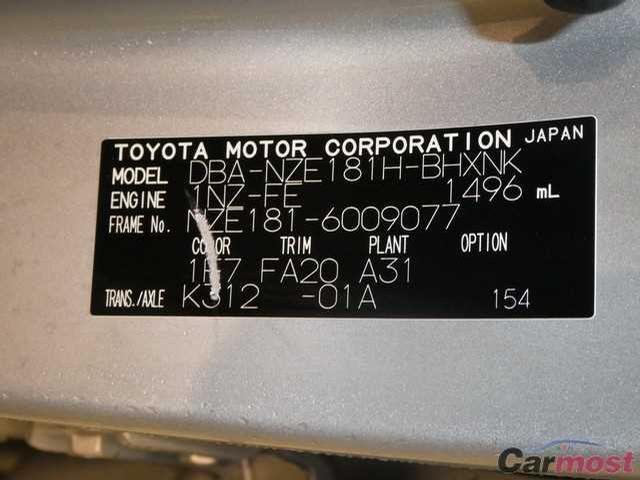 TOYOTA MOTOR CORPORATION JAPAN
MODEL DBA-NZE181H-BHXNK
ENGINE 1NZ-FE 1496 mL
FRAME No. NZE181-6009077
COLOR TRIM PLANT OPTION
1F7 FA20 A31
TRANS./AXLE K312 -01A 154
Carmost